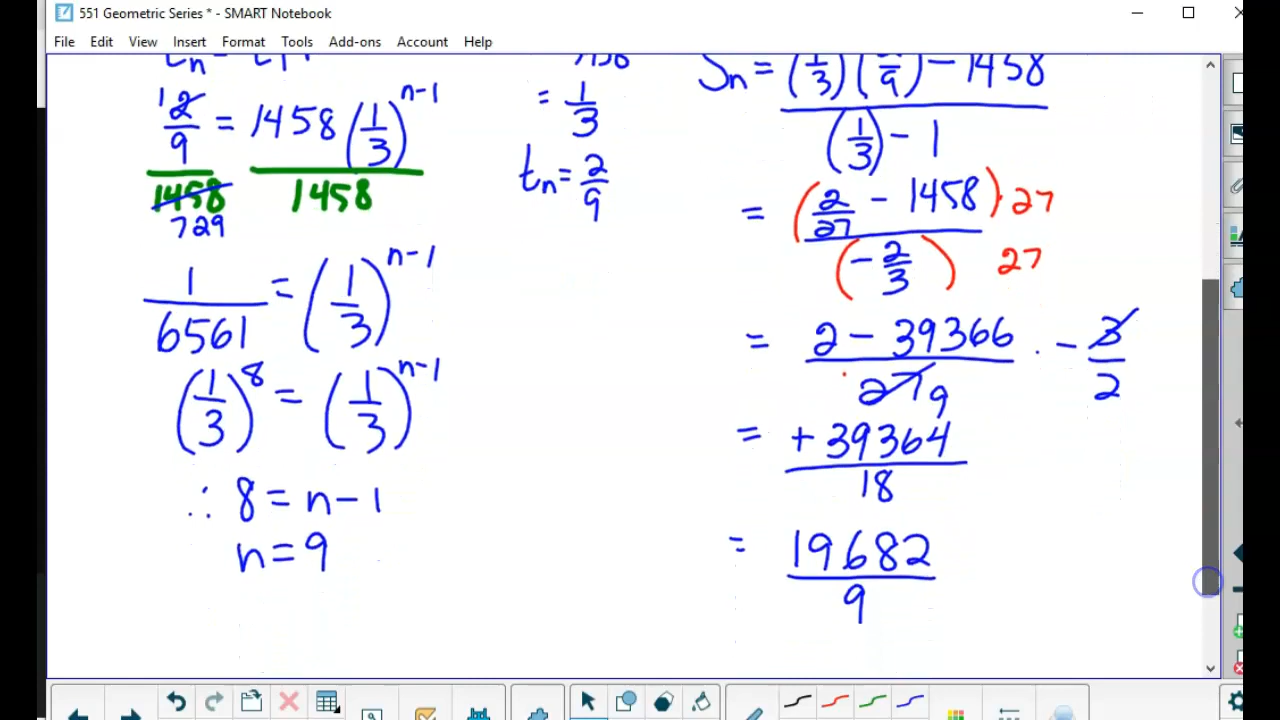 551 Geometric Series * - SMART Notebook
File Edit View Insert Format Tools Add-ons Account Help
12/9 = 1458 (1/3)^(n-1)
1458 1458
729
1/6561 = (1/3)^(n-1)
(1/3)^8 = (1/3)^(n-1)
∴ 8 = n - 1
n = 9
= 1/3
tn = 2/9
Sn = (1/3)(2/9) - 1458
(1/3) - 1
= (2/27 - 1458) · 27
(-2/3) 27
= 2 - 39366 / 27 9 · - 3/2
= + 39364 / 18
= 19682 / 9